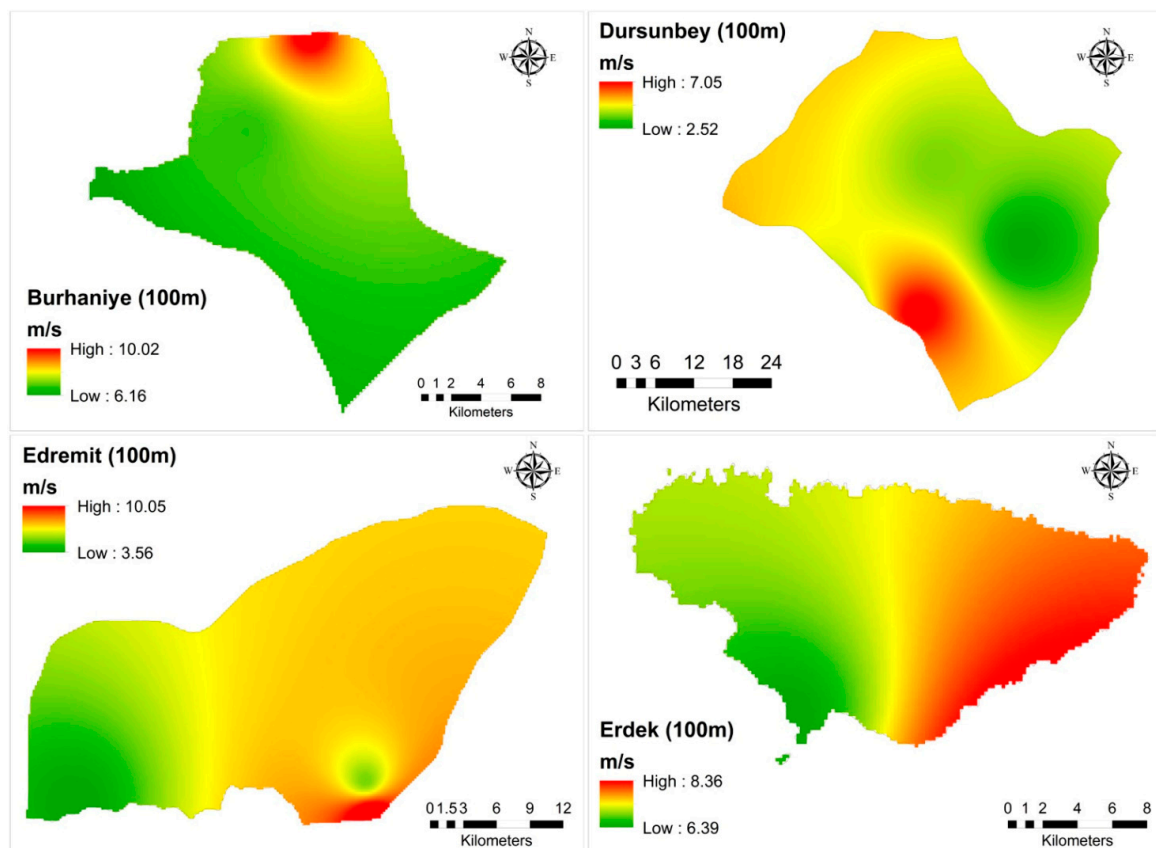 N
W E
S
Burhaniye (100m)
m/s
High : 10.02
Low : 6.16
0 1 2 4 6 8
Kilometers
Dursunbey (100m)
m/s
High : 7.05
Low : 2.52
N
W E
S
0 3 6 12 18 24
Kilometers
Edremit (100m)
m/s
High : 10.05
Low : 3.56
N
W E
S
0 1.5 3 6 9 12
Kilometers
N
W E
S
Erdek (100m)
m/s
High : 8.36
Low : 6.39
0 1 2 4 6 8
Kilometers